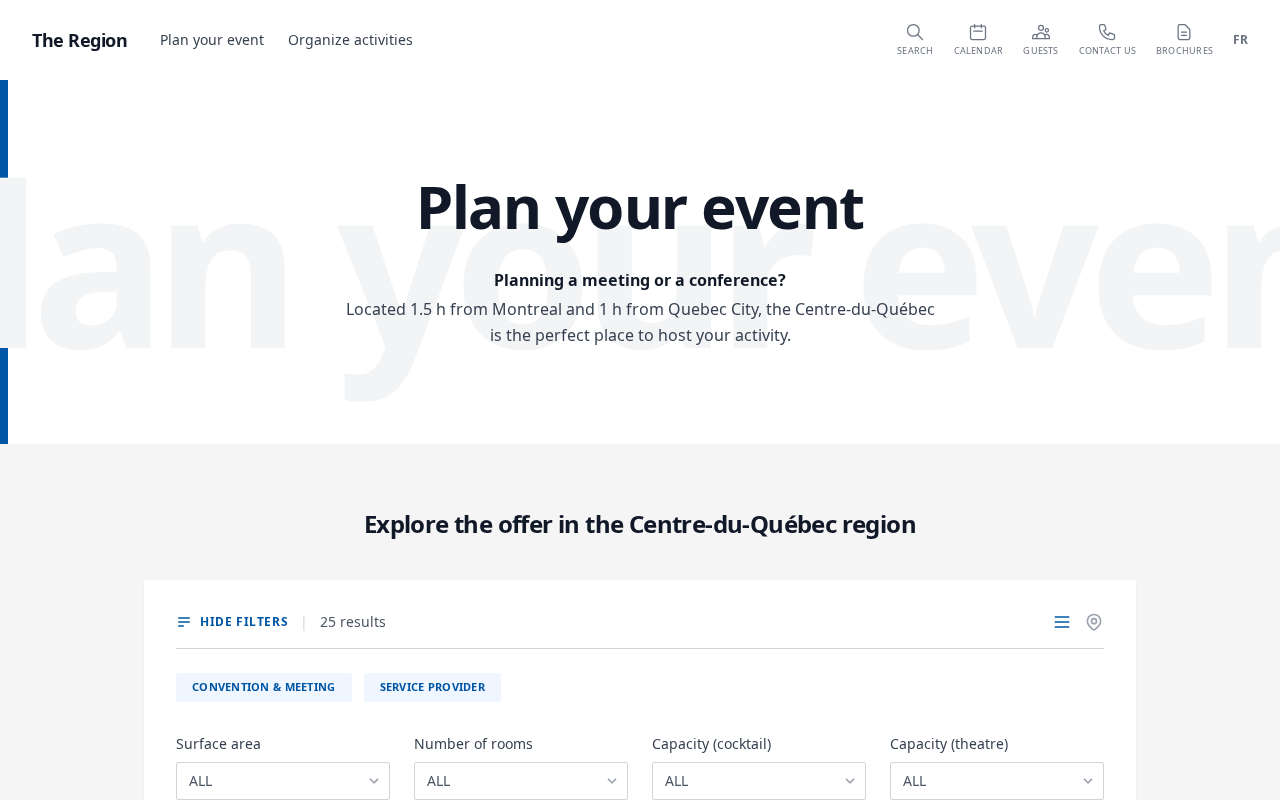 The Region
Plan your event
Organize activities
SEARCH
CALENDAR
GUESTS
CONTACT US
BROCHURES
FR
lan your even
Plan your event
Planning a meeting or a conference?
Located 1.5 h from Montreal and 1 h from Quebec City, the Centre-du-Québec
is the perfect place to host your activity.
Explore the offer in the Centre-du-Québec region
HIDE FILTERS | 25 results
CONVENTION & MEETING
SERVICE PROVIDER
Surface area
Number of rooms
Capacity (cocktail)
Capacity (theatre)
ALL
ALL
ALL
ALL